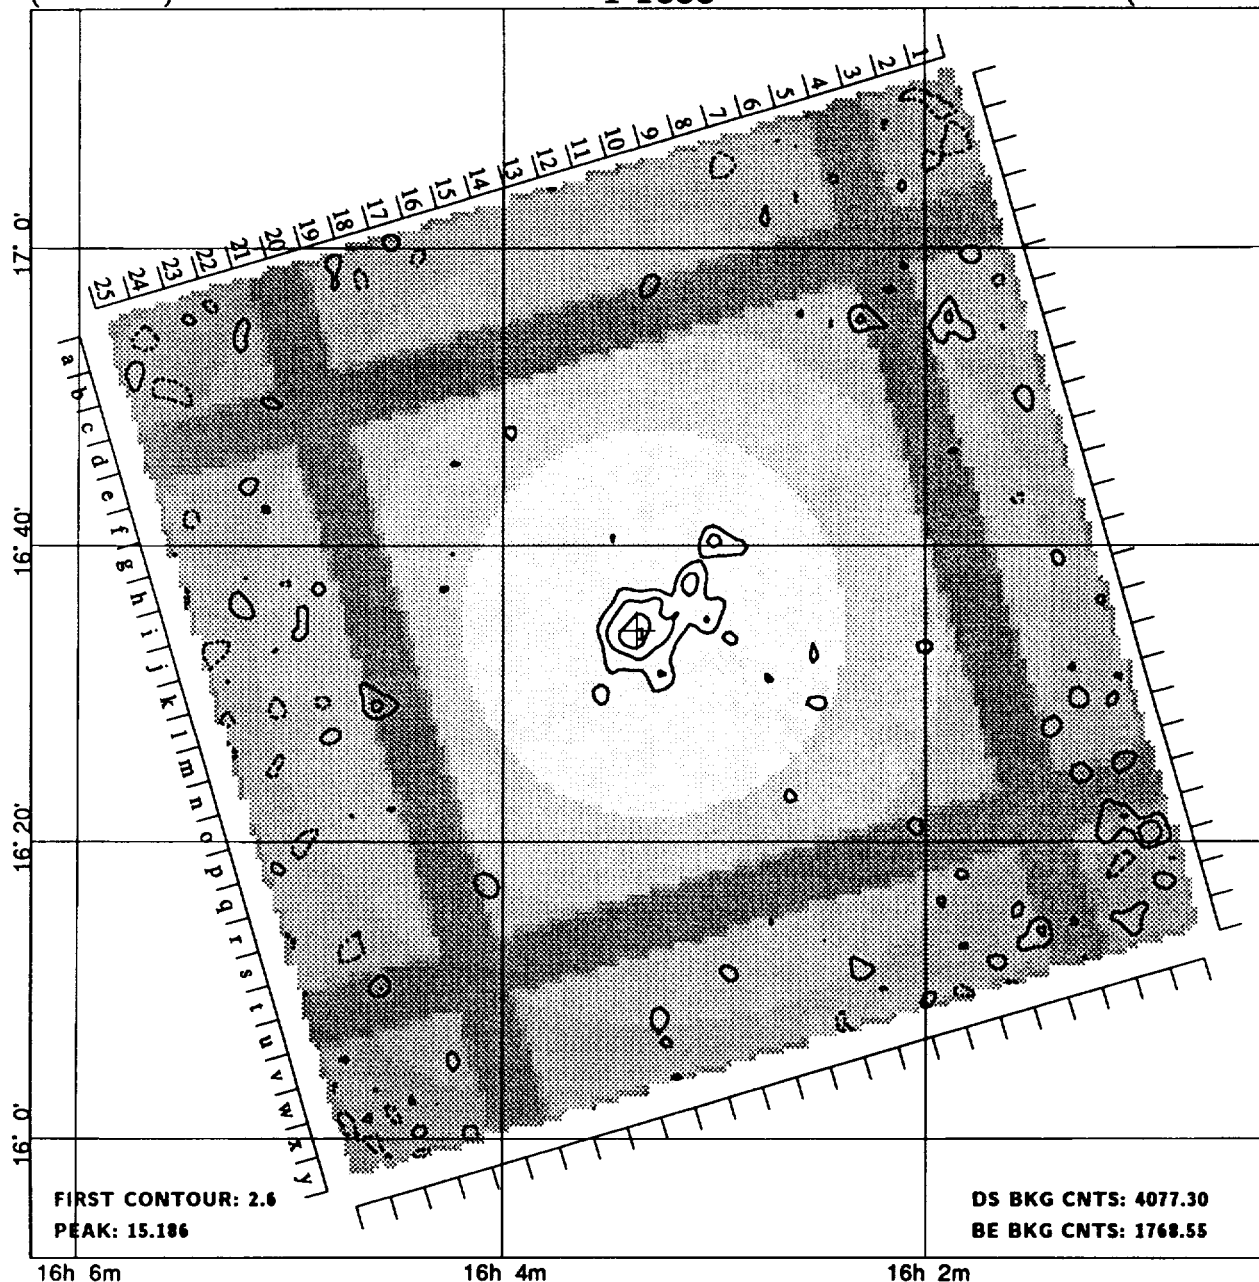 1 2 3 4 5 6 7 8 9 10 11 12 13 14 15 16 17 18 19 20 21 22 23 24 25
17° 0'
16° 40'
16° 20'
16° 0'
a b c d e f g h i j k l m n o p q r s t u v w x y
FIRST CONTOUR: 2.6
PEAK: 15.186
DS BKG CNTS: 4077.30
BE BKG CNTS: 1768.55
16h 6m
16h 4m
16h 2m